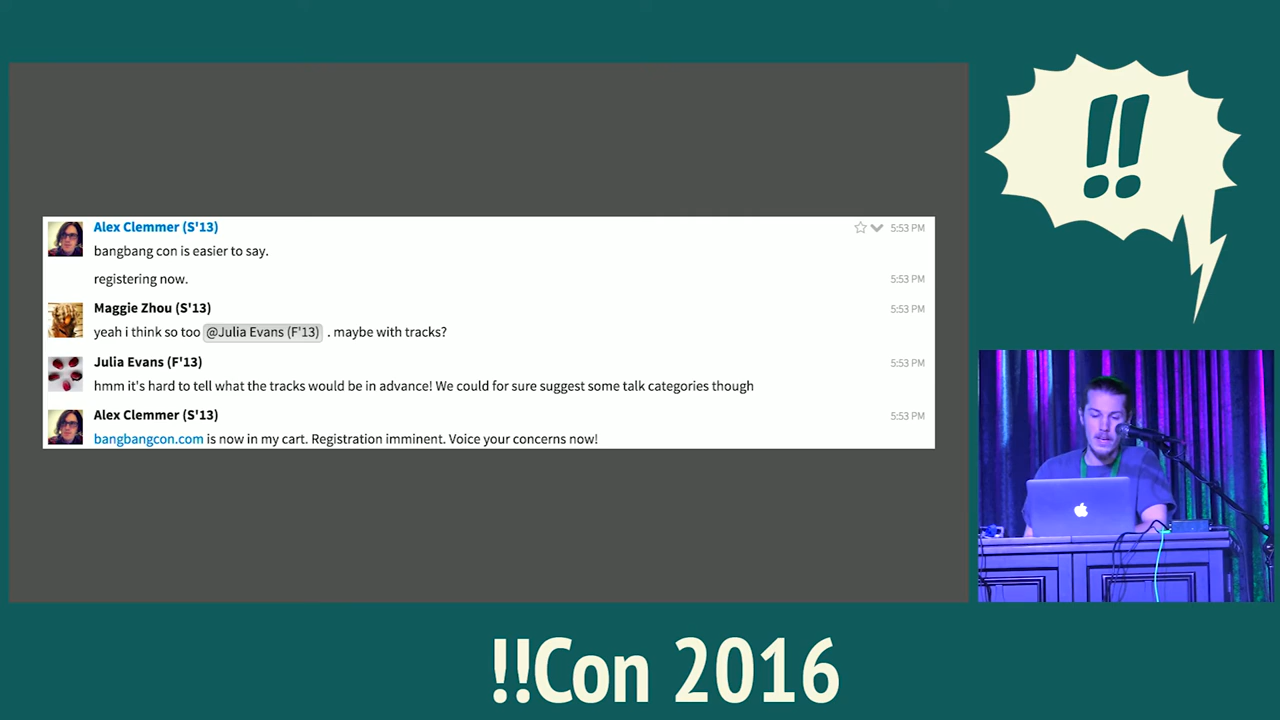 !!
Alex Clemmer (S'13) 5:53 PM
bangbang con is easier to say.
registering now. 5:53 PM
Maggie Zhou (S'13) 5:53 PM
yeah i think so too @Julia Evans (F'13) . maybe with tracks?
Julia Evans (F'13) 5:53 PM
hmm it's hard to tell what the tracks would be in advance! We could for sure suggest some talk categories though
Alex Clemmer (S'13) 5:53 PM
bangbangcon.com is now in my cart. Registration imminent. Voice your concerns now!
!!Con 2016